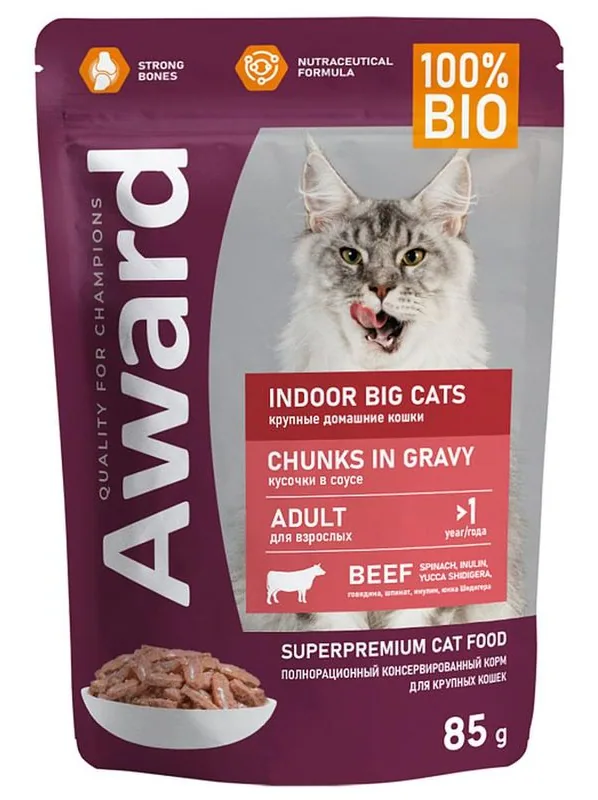 STRONG
BONES
NUTRACEUTICAL
FORMULA
100%
BIO
Award
QUALITY FOR CHAMPIONS
INDOOR BIG CATS
крупные домашние кошки
CHUNKS IN GRAVY
кусочки в соусе
ADULT
для взрослых
>1
year/года
BEEF
SPINACH, INULIN,
YUCCA SHIDIGERA,
говядина, шпинат, инулин, юкка Шидигера
SUPERPREMIUM CAT FOOD
ПОЛНОРАЦИОННЫЙ КОНСЕРВИРОВАННЫЙ КОРМ
ДЛЯ КРУПНЫХ КОШЕК
85 g